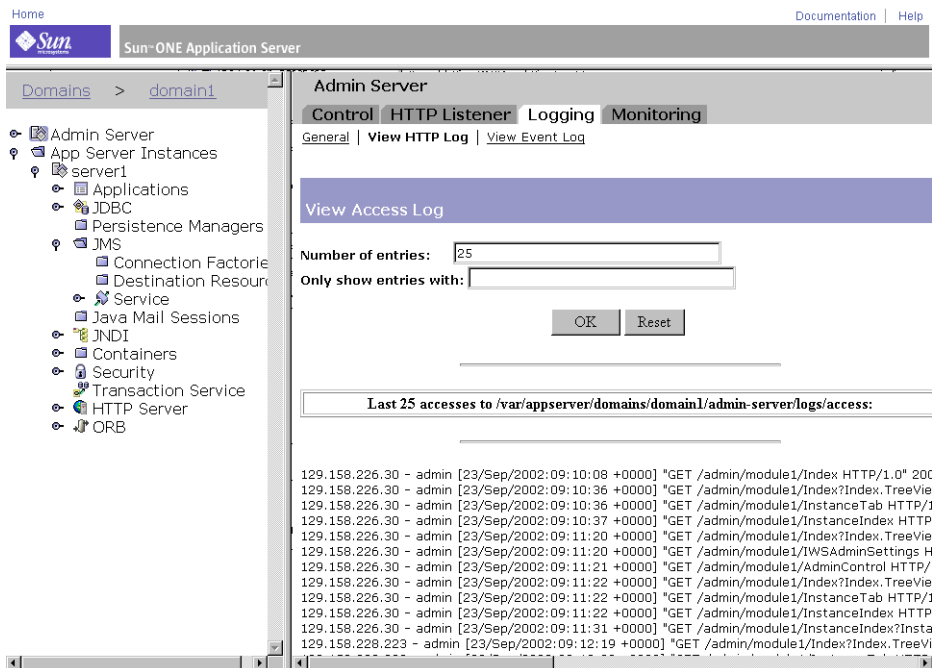 Home
Documentation | Help
Sun
microsystems
Sun™ ONE Application Server
Domains > domain1
Admin Server
App Server Instances
server1
Applications
JDBC
Persistence Managers
JMS
Connection Factorie
Destination Resour
Service
Java Mail Sessions
JNDI
Containers
Security
Transaction Service
HTTP Server
ORB
Admin Server
Control HTTP Listener Logging Monitoring
General | View HTTP Log | View Event Log
View Access Log
Number of entries: 25
Only show entries with:
OK Reset
Last 25 accesses to /var/appserver/domains/domain1/admin-server/logs/access:
129.158.226.30 - admin [23/Sep/2002:09:10:08 +0000] "GET /admin/module1/Index HTTP/1.0" 200
129.158.226.30 - admin [23/Sep/2002:09:10:36 +0000] "GET /admin/module1/Index?Index.TreeVie
129.158.226.30 - admin [23/Sep/2002:09:10:36 +0000] "GET /admin/module1/InstanceTab HTTP/1
129.158.226.30 - admin [23/Sep/2002:09:10:37 +0000] "GET /admin/module1/InstanceIndex HTTP
129.158.226.30 - admin [23/Sep/2002:09:11:20 +0000] "GET /admin/module1/Index?Index.TreeVie
129.158.226.30 - admin [23/Sep/2002:09:11:20 +0000] "GET /admin/module1/IWSAdminSettings H
129.158.226.30 - admin [23/Sep/2002:09:11:21 +0000] "GET /admin/module1/AdminControl HTTP/
129.158.226.30 - admin [23/Sep/2002:09:11:22 +0000] "GET /admin/module1/Index?Index.TreeVie
129.158.226.30 - admin [23/Sep/2002:09:11:22 +0000] "GET /admin/module1/InstanceTab HTTP/1
129.158.226.30 - admin [23/Sep/2002:09:11:22 +0000] "GET /admin/module1/InstanceIndex HTTP
129.158.226.30 - admin [23/Sep/2002:09:11:31 +0000] "GET /admin/module1/InstanceIndex?Insta
129.158.228.223 - admin [23/Sep/2002:09:12:19 +0000] "GET /admin/module1/Index?Index.TreeVi